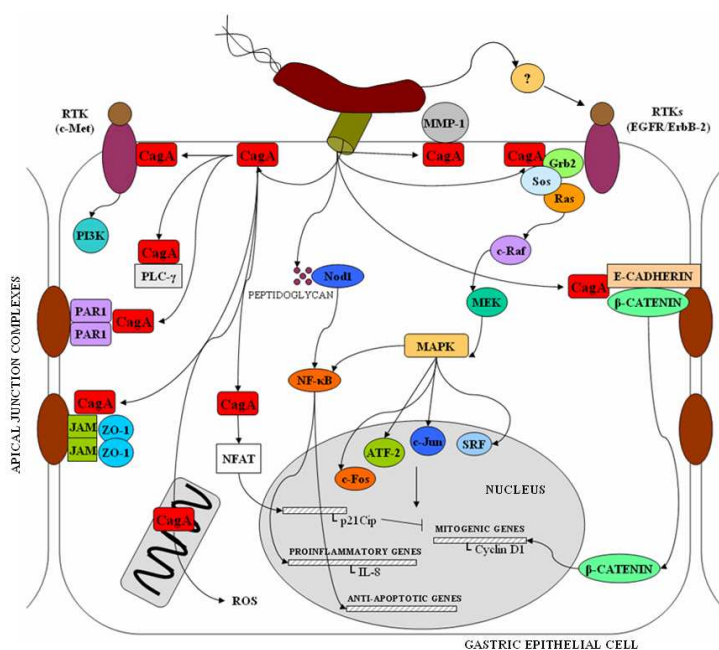 ?
RTK
(c-Met)
RTKs
(EGFR/ErbB-2)
MMP-1
CagA
CagA
CagA
CagA
Grb2
Sos
Ras
PI3K
CagA
PLC-γ
c-Raf
Nod1
PEPTIDOGLYCAN
MEK
CagA
E-CADHERIN
β-CATENIN
PAR1
PAR1
CagA
MAPK
NF-κB
CagA
CagA
JAM
ZO-1
JAM
ZO-1
NFAT
ATF-2
c-Jun
SRF
c-Fos
NUCLEUS
p21Cip
MITOGENIC GENES
Cyclin D1
CagA
PROINFLAMMATORY GENES
IL-8
β-CATENIN
ROS
ANTI-APOPTOTIC GENES
APICAL JUNCTION COMPLEXES
GASTRIC EPITHELIAL CELL